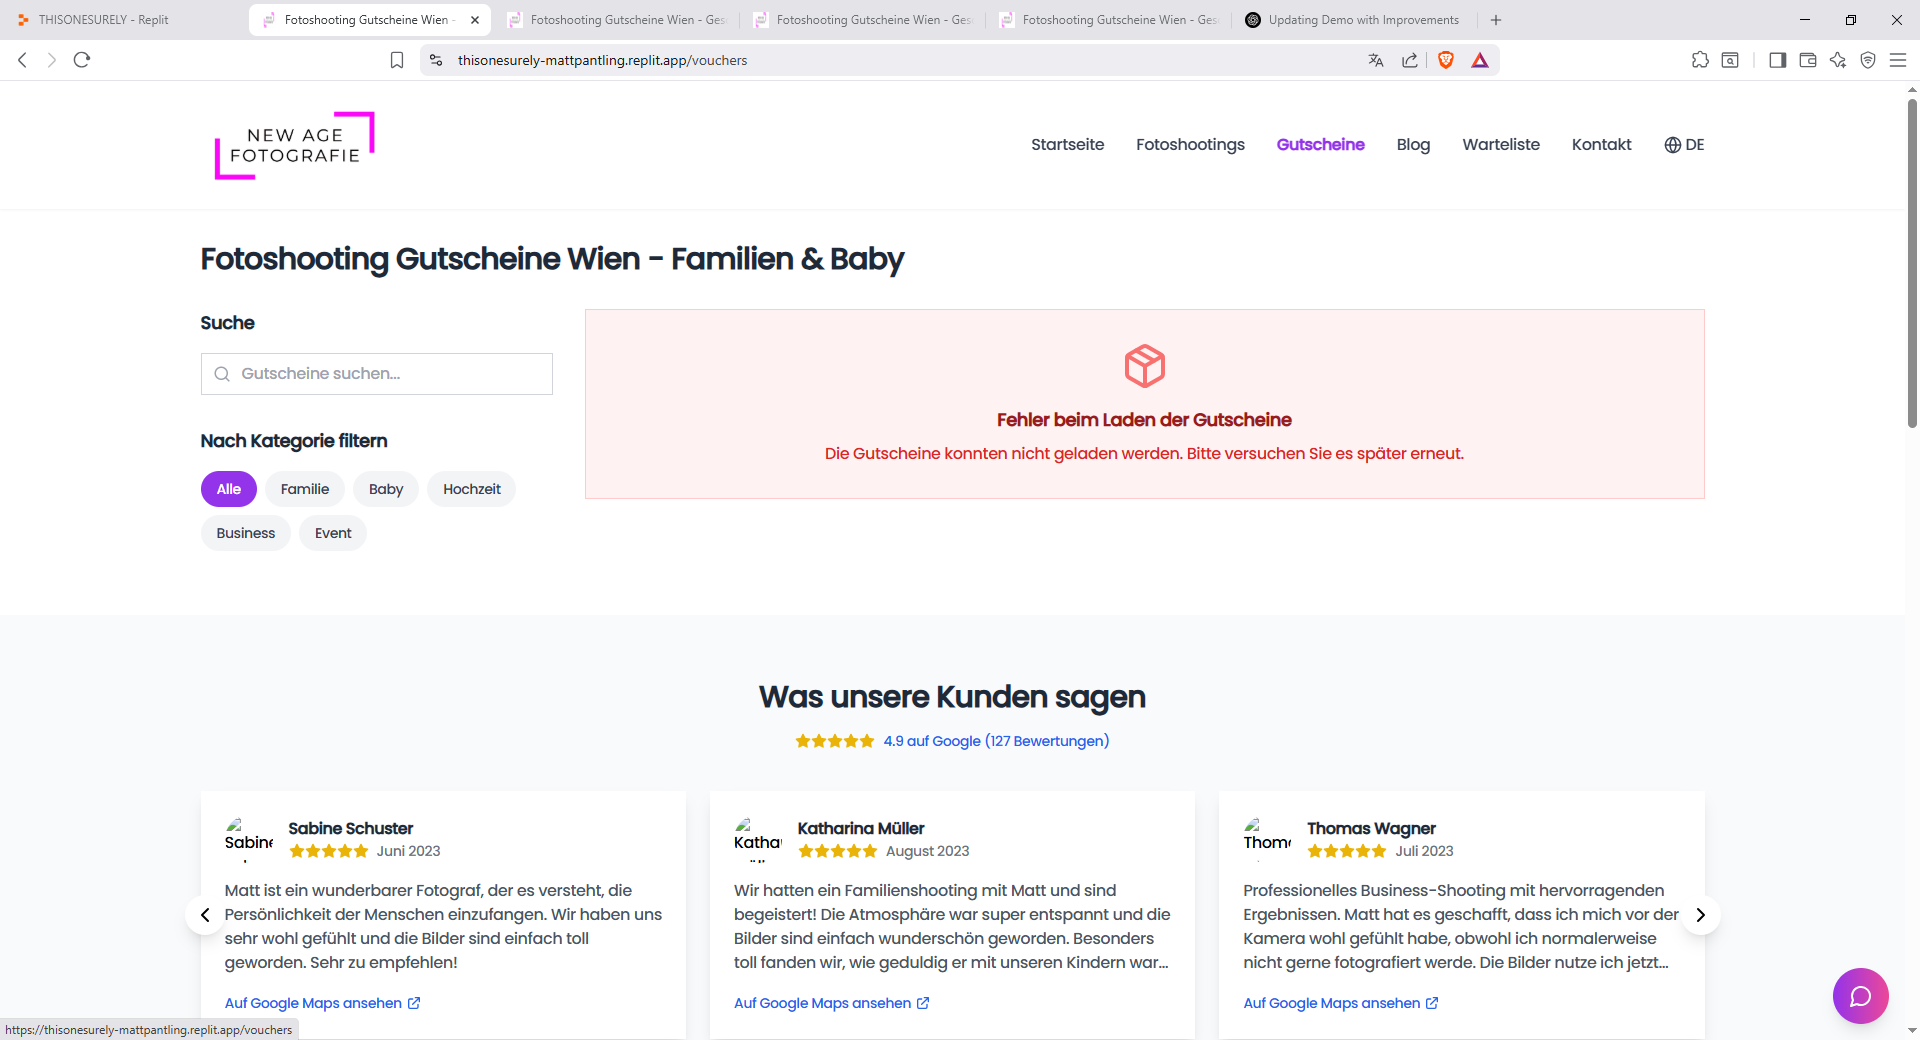 THISONESURELY - Replit
Fotoshooting Gutscheine Wien -
Fotoshooting Gutscheine Wien - Ges
Fotoshooting Gutscheine Wien - Ges
Fotoshooting Gutscheine Wien - Ges
Updating Demo with Improvements
thisonesurely-mattpantling.replit.app/vouchers
NEW AGE
FOTOGRAFIE
Startseite
Fotoshootings
Gutscheine
Blog
Warteliste
Kontakt
DE
Fotoshooting Gutscheine Wien - Familien & Baby
Suche
Gutscheine suchen...
Nach Kategorie filtern
Alle
Familie
Baby
Hochzeit
Business
Event
Fehler beim Laden der Gutscheine
Die Gutscheine konnten nicht geladen werden. Bitte versuchen Sie es später erneut.
Was unsere Kunden sagen
4.9 auf Google (127 Bewertungen)
Sabine
Sabine Schuster
Juni 2023
Matt ist ein wunderbarer Fotograf, der es versteht, die
Persönlichkeit der Menschen einzufangen. Wir haben uns
sehr wohl gefühlt und die Bilder sind einfach toll
geworden. Sehr zu empfehlen!
Auf Google Maps ansehen
Katha
Katharina Müller
August 2023
Wir hatten ein Familienshooting mit Matt und sind
begeistert! Die Atmosphäre war super entspannt und die
Bilder sind einfach wunderschön geworden. Besonders
toll fanden wir, wie geduldig er mit unseren Kindern war...
Auf Google Maps ansehen
Thom
Thomas Wagner
Juli 2023
Professionelles Business-Shooting mit hervorragenden
Ergebnissen. Matt hat es geschafft, dass ich mich vor der
Kamera wohl gefühlt habe, obwohl ich normalerweise
nicht gerne fotografiert werde. Die Bilder nutze ich jetzt...
Auf Google Maps ansehen
https://thisonesurely-mattpantling.replit.app/vouchers